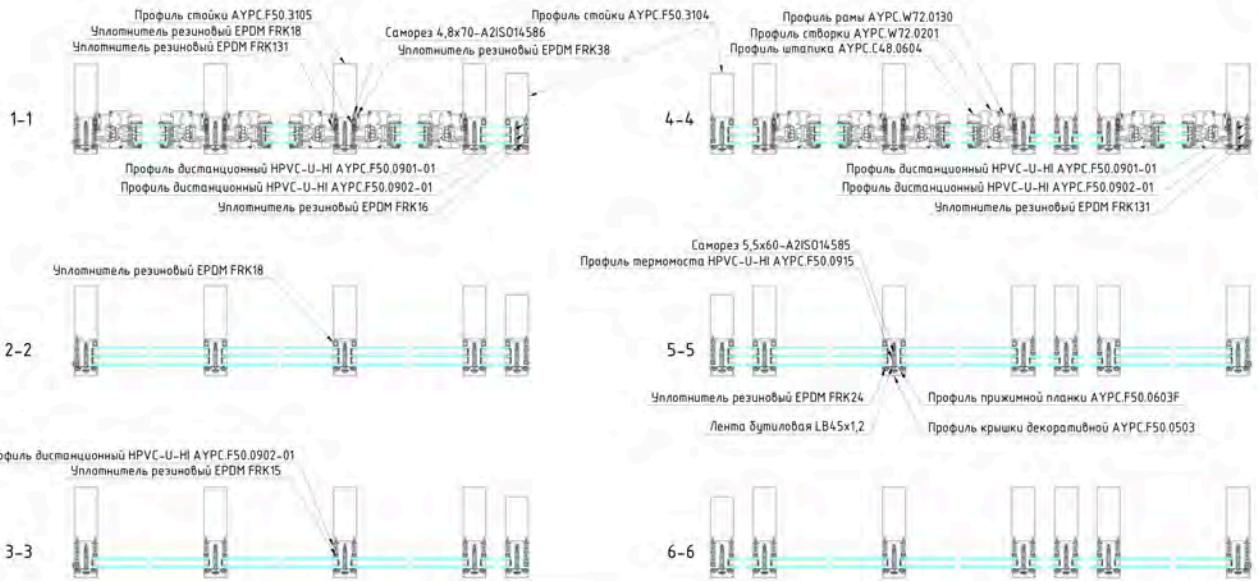 Профиль стойки AYPC.F50.3105
Уплотнитель резиновый EPDM FRK18
Уплотнитель резиновый EPDM FRK131
Саморез 4,8x70-A2ISO14586
Уплотнитель резиновый EPDM FRK38
Профиль стойки AYPC.F50.3104
1-1
Профиль дистанционный HPVC-U-HI AYPC.F50.0901-01
Профиль дистанционный HPVC-U-HI AYPC.F50.0902-01
Уплотнитель резиновый EPDM FRK16
Профиль рамы AYPC.W72.0130
Профиль створки AYPC.W72.0201
Профиль штапика AYPC.C48.0604
4-4
Профиль дистанционный HPVC-U-HI AYPC.F50.0901-01
Профиль дистанционный HPVC-U-HI AYPC.F50.0902-01
Уплотнитель резиновый EPDM FRK131
Уплотнитель резиновый EPDM FRK18
2-2
Саморез 5,5x60-A2ISO14585
Профиль термомоста HPVC-U-HI AYPC.F50.0915
5-5
Уплотнитель резиновый EPDM FRK24
Лента бутиловая LB45x1,2
Профиль прижимной планки AYPC.F50.0603F
Профиль крышки декоративной AYPC.F50.0503
офиль дистанционный HPVC-U-HI AYPC.F50.0902-01
Уплотнитель резиновый EPDM FRK15
3-3
6-6